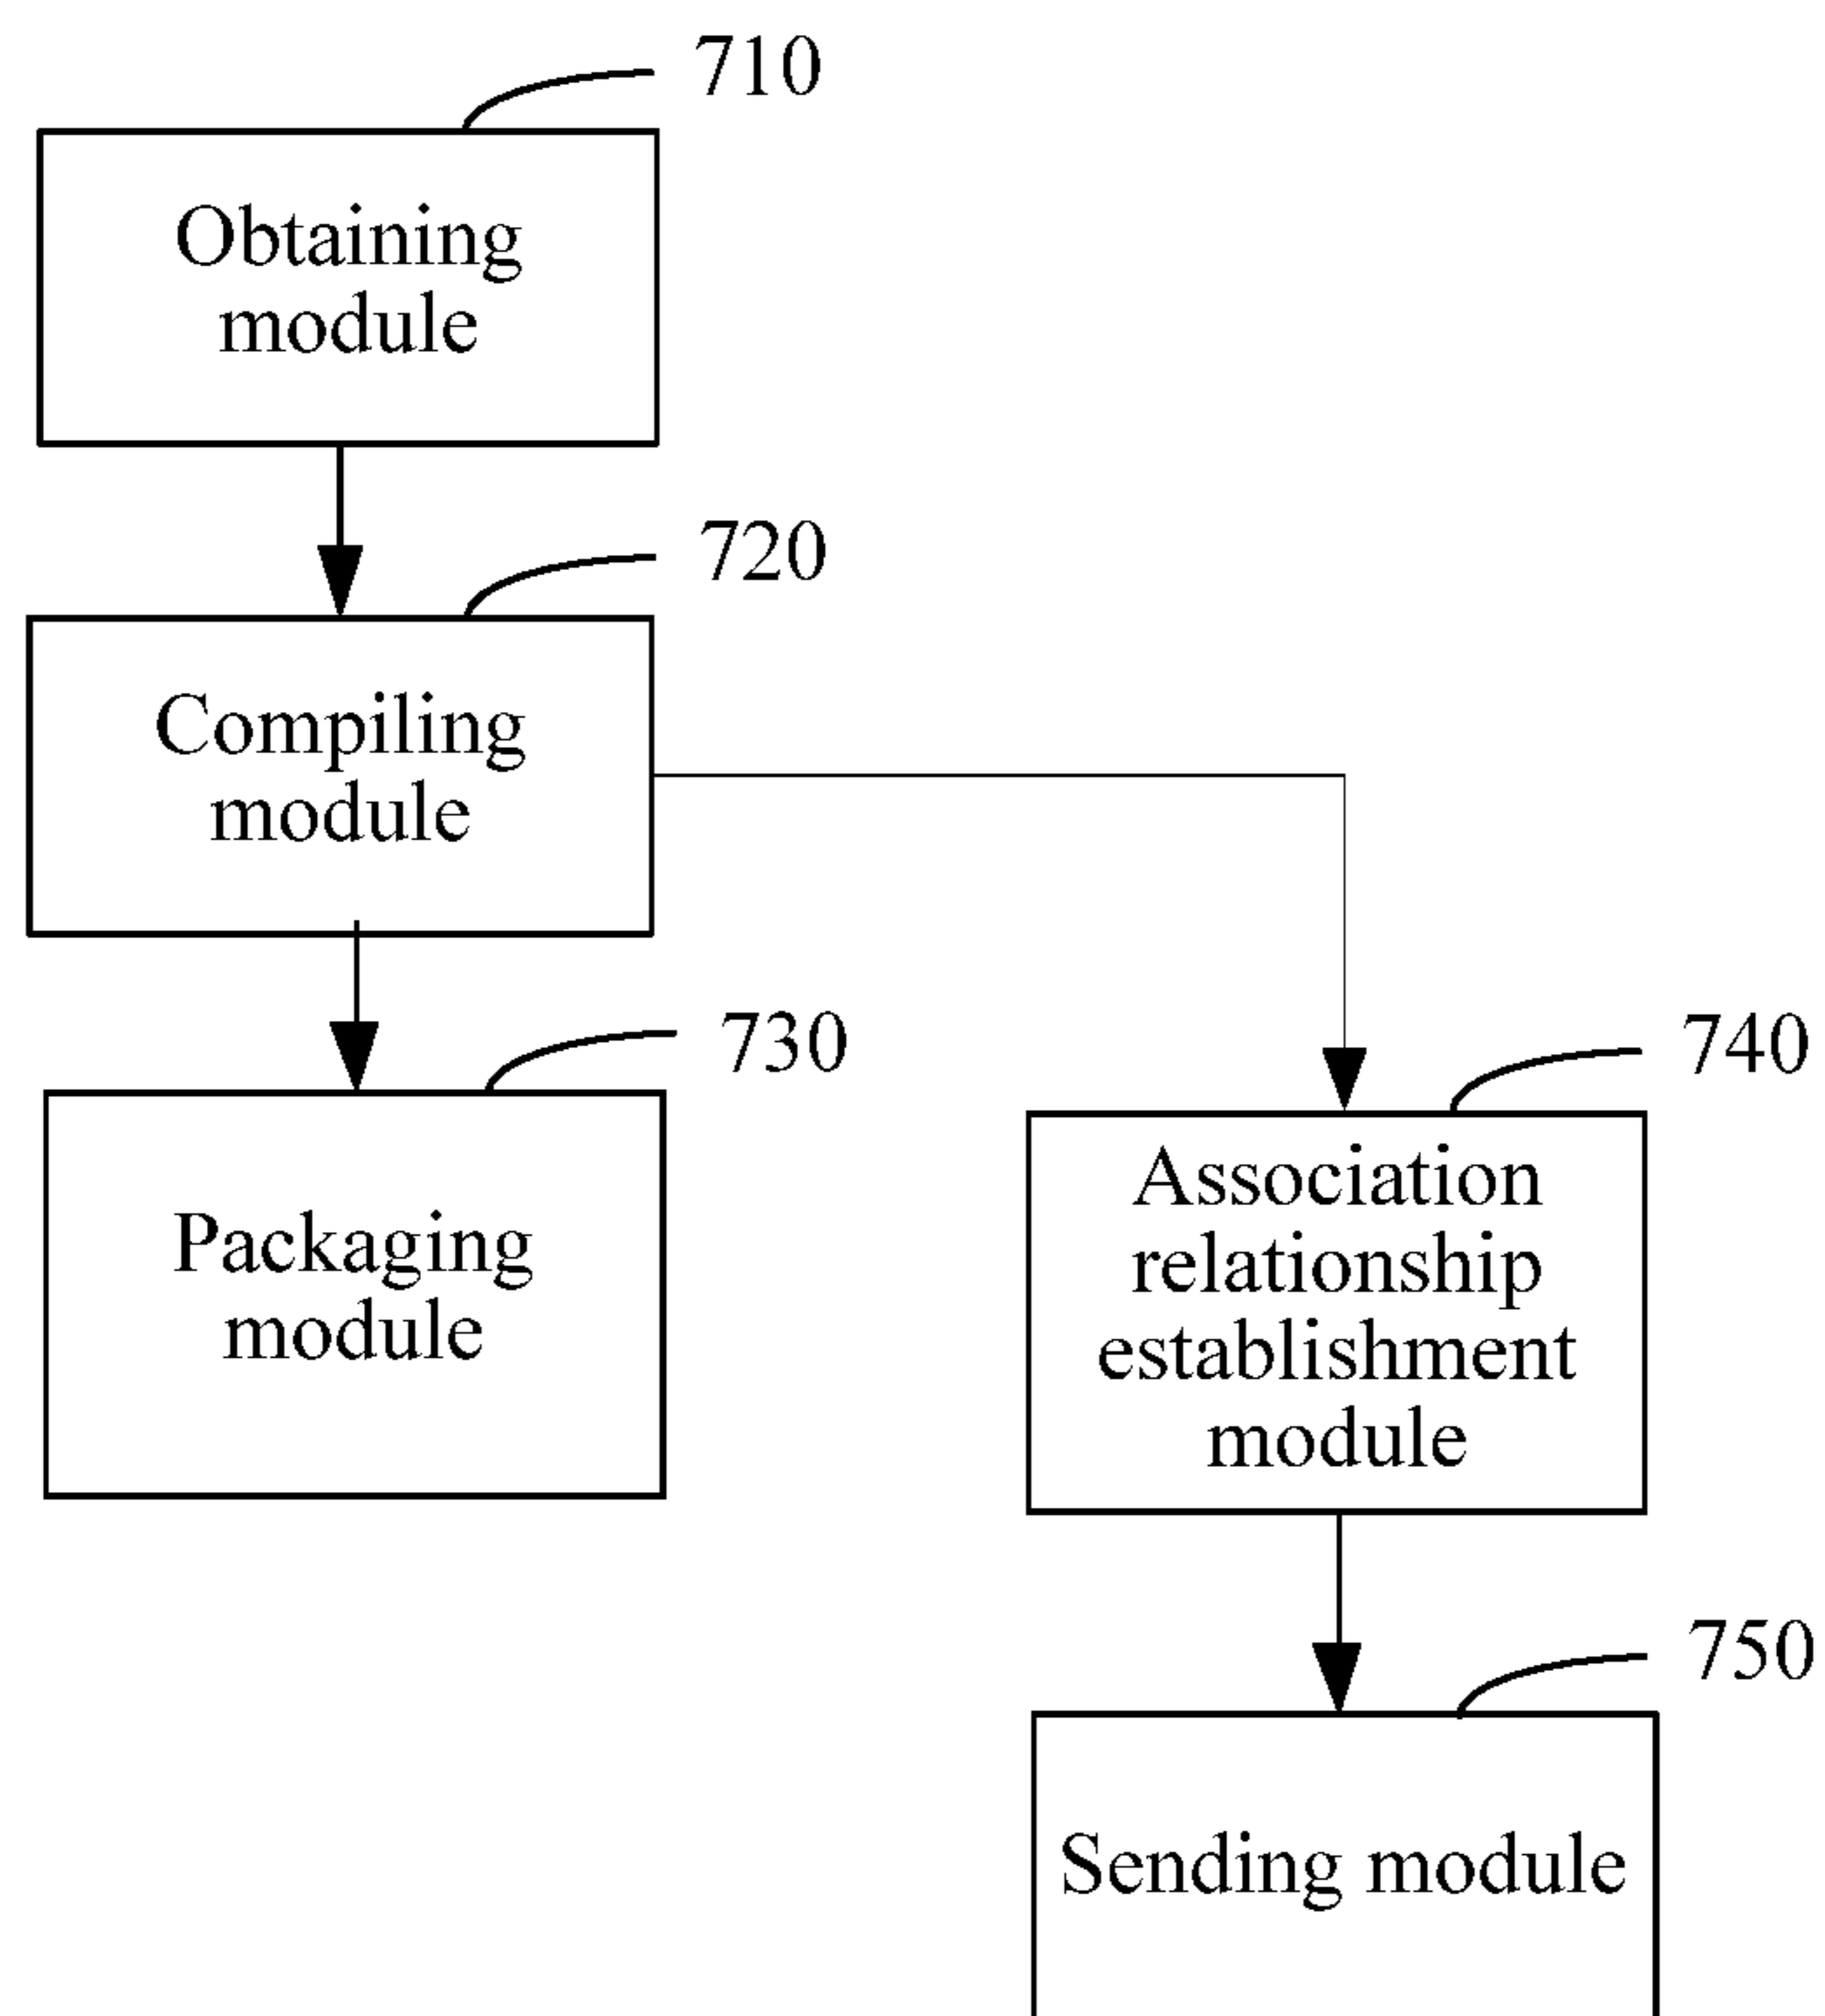 710
Obtaining
module
720
Compiling
module
730
Packaging
module
740
Association
relationship
establishment
module
750
Sending module